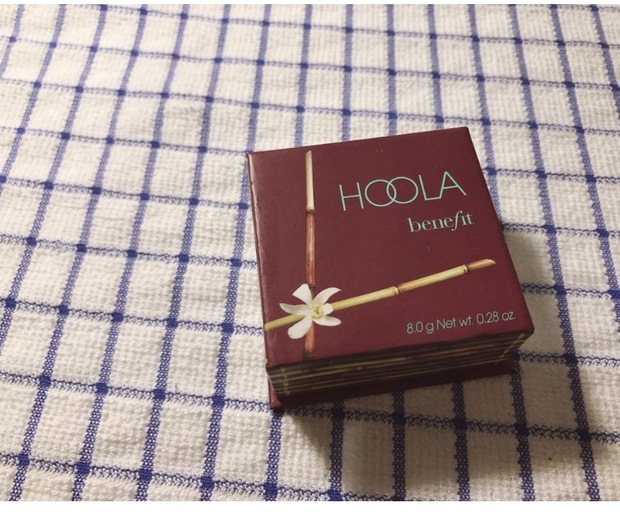 HOOLA
benefit
8.0 g Net wt. 0.28 oz.